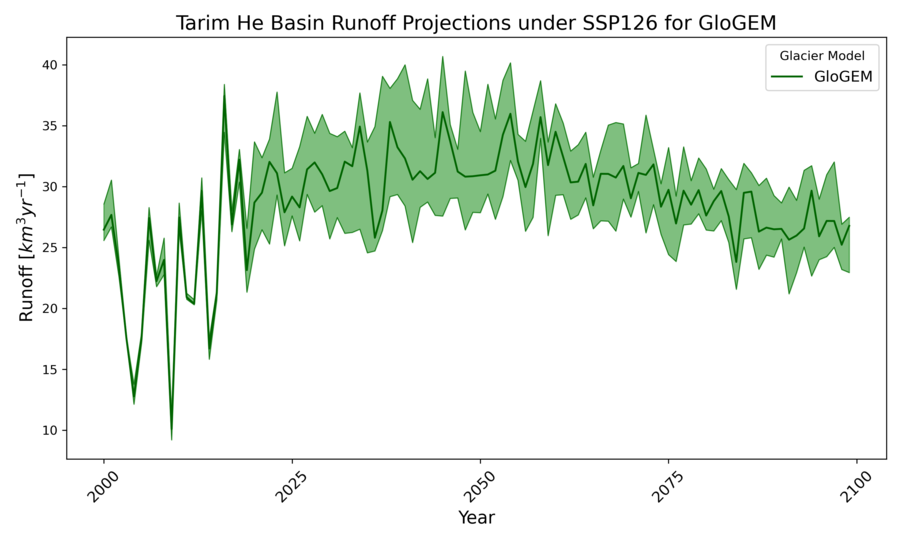 Tarim He Basin Runoff Projections under SSP126 for GloGEM
Glacier Model
GloGEM
Runoff [km³yr⁻¹]
40
35
30
25
20
15
10
2000
2025
2050
2075
2100
Year